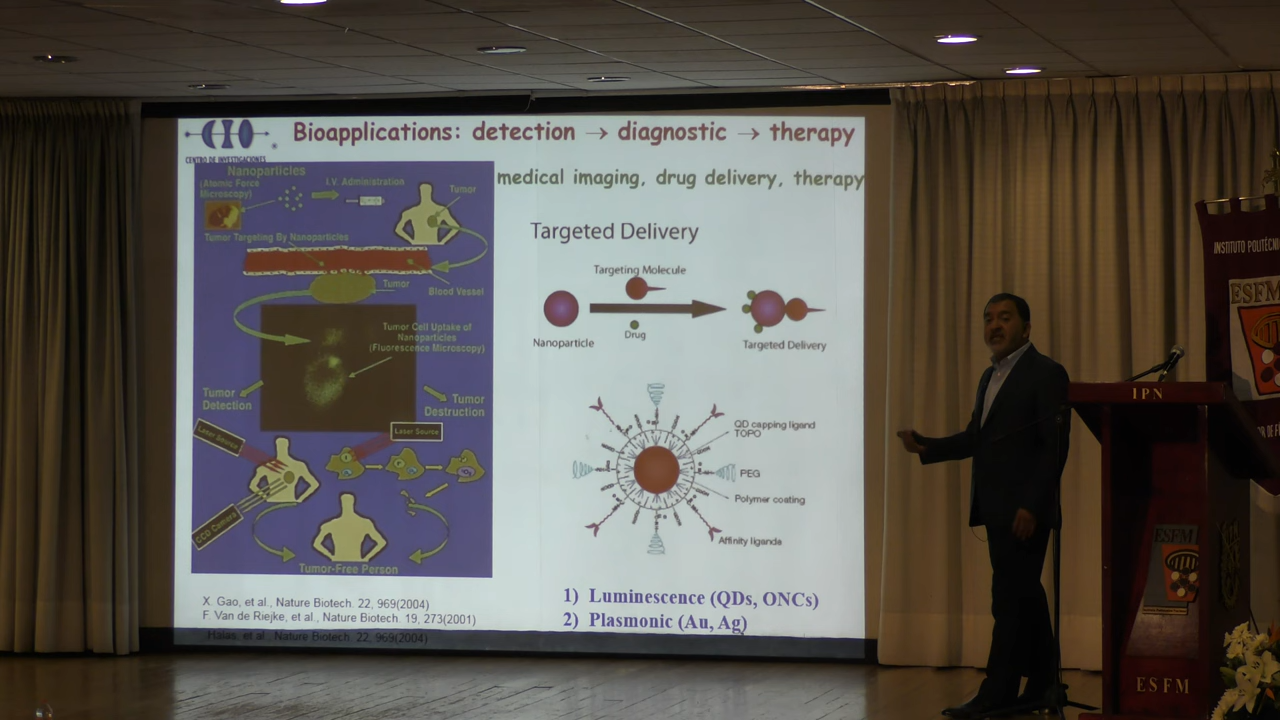 CIO
CENTRO DE INVESTIGACIONES
Bioapplications: detection → diagnostic → therapy
medical imaging, drug delivery, therapy
Nanoparticles
(Atomic Force
Microscopy)
I.V. Administration
Tumor
Tumor Targeting By Nanoparticles
Tumor
Blood Vessel
Tumor Cell Uptake of
Nanoparticles
(Fluorescence Microscopy)
Tumor
Detection
Tumor
Destruction
Laser Source
Laser Source
CCD Camera
Tumor-Free Person
Targeted Delivery
Targeting Molecule
Nanoparticle
Drug
Targeted Delivery
QD capping ligand
TOPO
PEG
Polymer coating
Affinity ligands
X. Gao, et al., Nature Biotech. 22, 969(2004)
F. Van de Riejke, et al., Nature Biotech. 19, 273(2001)
Halas, et al., Nature Biotech. 22, 969(2004)
1) Luminescence (QDs, ONCs)
2) Plasmonic (Au, Ag)
INSTITUTO POLITÉCNI
ESFM
OR DE F
IPN
ESFM
ESFM